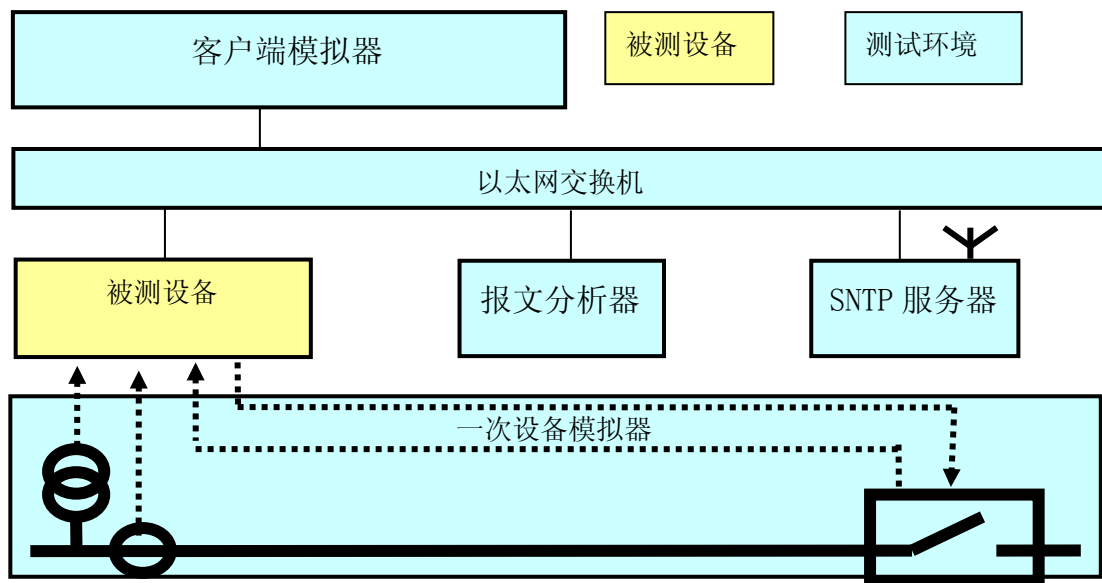 客户端模拟器
被测设备
测试环境
以太网交换机
被测设备
报文分析器
SNTP 服务器
一次设备模拟器